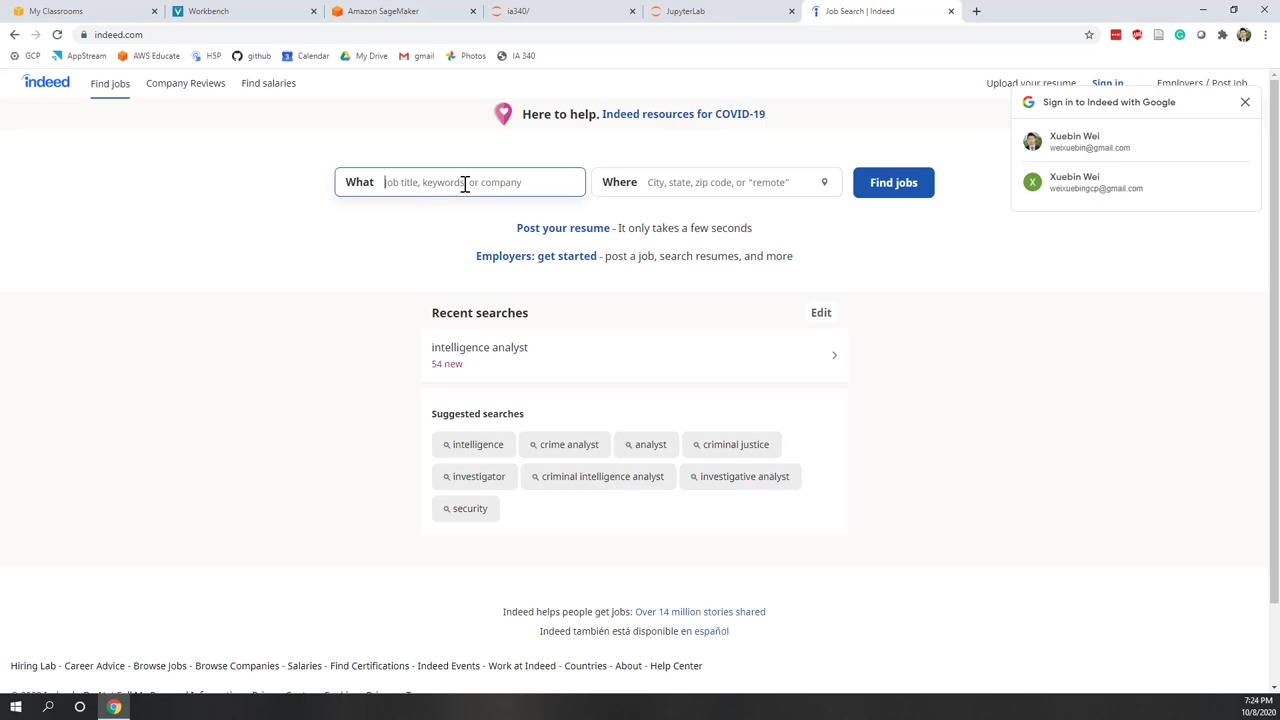 My Classrooms
Workbench
Amazon SageMaker
ia340/
JupyterLab
Job Search | Indeed
indeed.com
GCP
AppStream
AWS Educate
H5P
github
Calendar
My Drive
gmail
Photos
IA 340
indeed
Find jobs
Company Reviews
Find salaries
Upload your resume
Sign in
Employers / Post Job
Sign in to Indeed with Google
Xuebin Wei
weixuebin@gmail.com
Xuebin Wei
weixuebingcp@gmail.com
Here to help. Indeed resources for COVID-19
What
Job title, keywords, or company
Where
City, state, zip code, or "remote"
Find jobs
Post your resume - It only takes a few seconds
Employers: get started - post a job, search resumes, and more
Recent searches
Edit
intelligence analyst
54 new
Suggested searches
intelligence
crime analyst
analyst
criminal justice
investigator
criminal intelligence analyst
investigative analyst
security
Indeed helps people get jobs: Over 14 million stories shared
Indeed también está disponible en español
Hiring Lab - Career Advice - Browse Jobs - Browse Companies - Salaries - Find Certifications - Indeed Events - Work at Indeed - Countries - About - Help Center
7:24 PM
10/8/2020